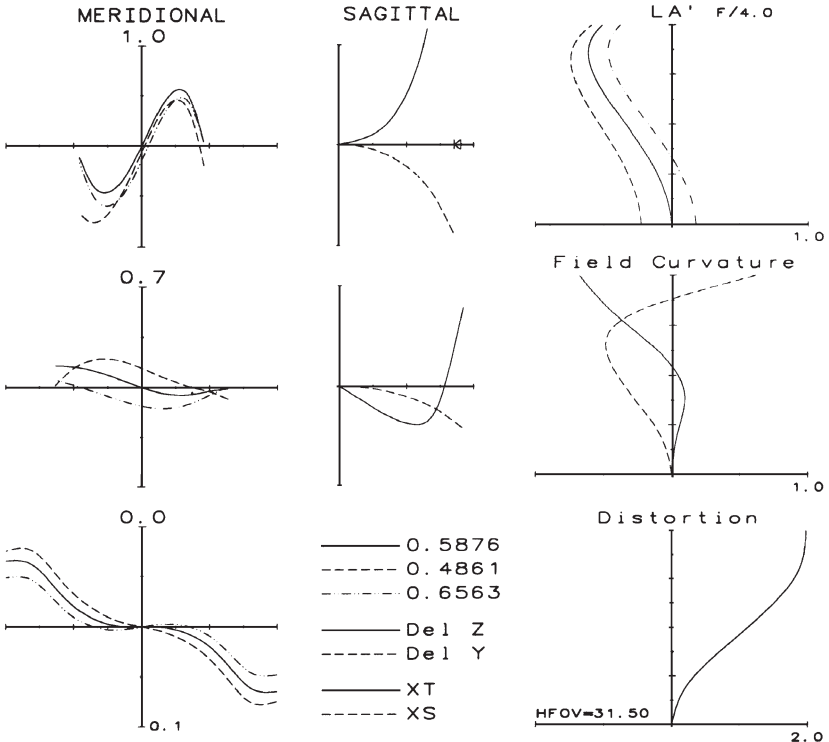 MERIDIONAL
SAGITTAL
LA' F/4.0
1.0
1.0
0.7
Field Curvature
1.0
0.0
Distortion
0.5876
0.4861
0.6563
Del Z
Del Y
XT
XS
0.1
HFOV=31.50
2.0